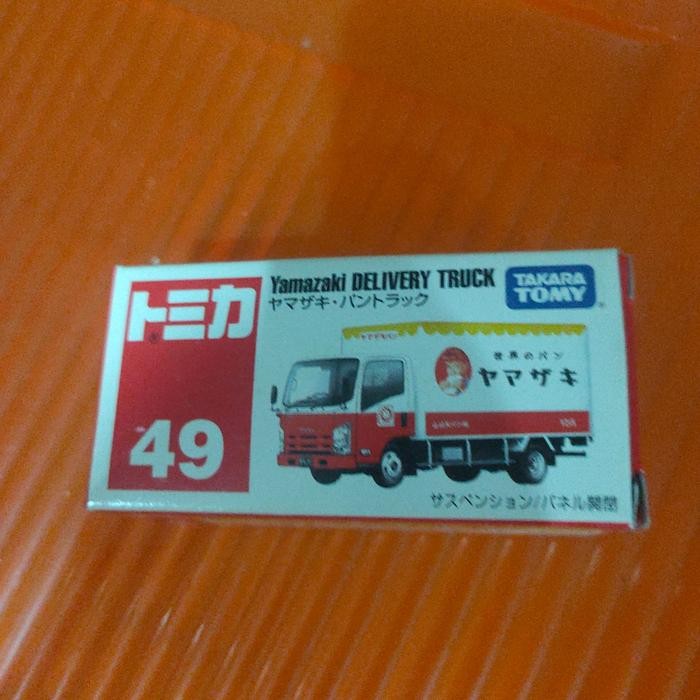 トミカ
49
Yamazaki DELIVERY TRUCK
ヤマザキ・パントラック
TAKARA
TOMY
世界のパン
ヤマザキ
サスペンション/パネル開閉